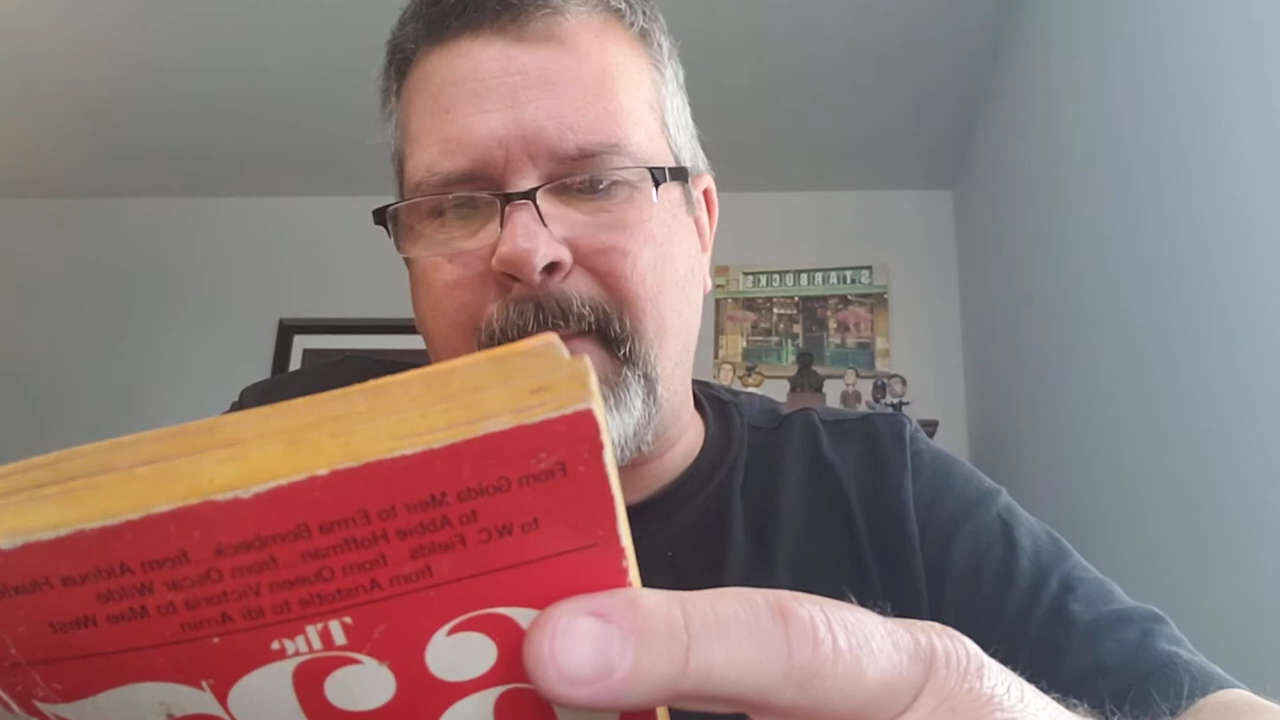 STARBUCKS
From Golda Meir to Erma Bombeck from Aldous
to Abbie Hoffman from Oscar Wilde
to W.C. Fields from Queen Victoria to Mae West
from Aristotle to Idi Amin
The